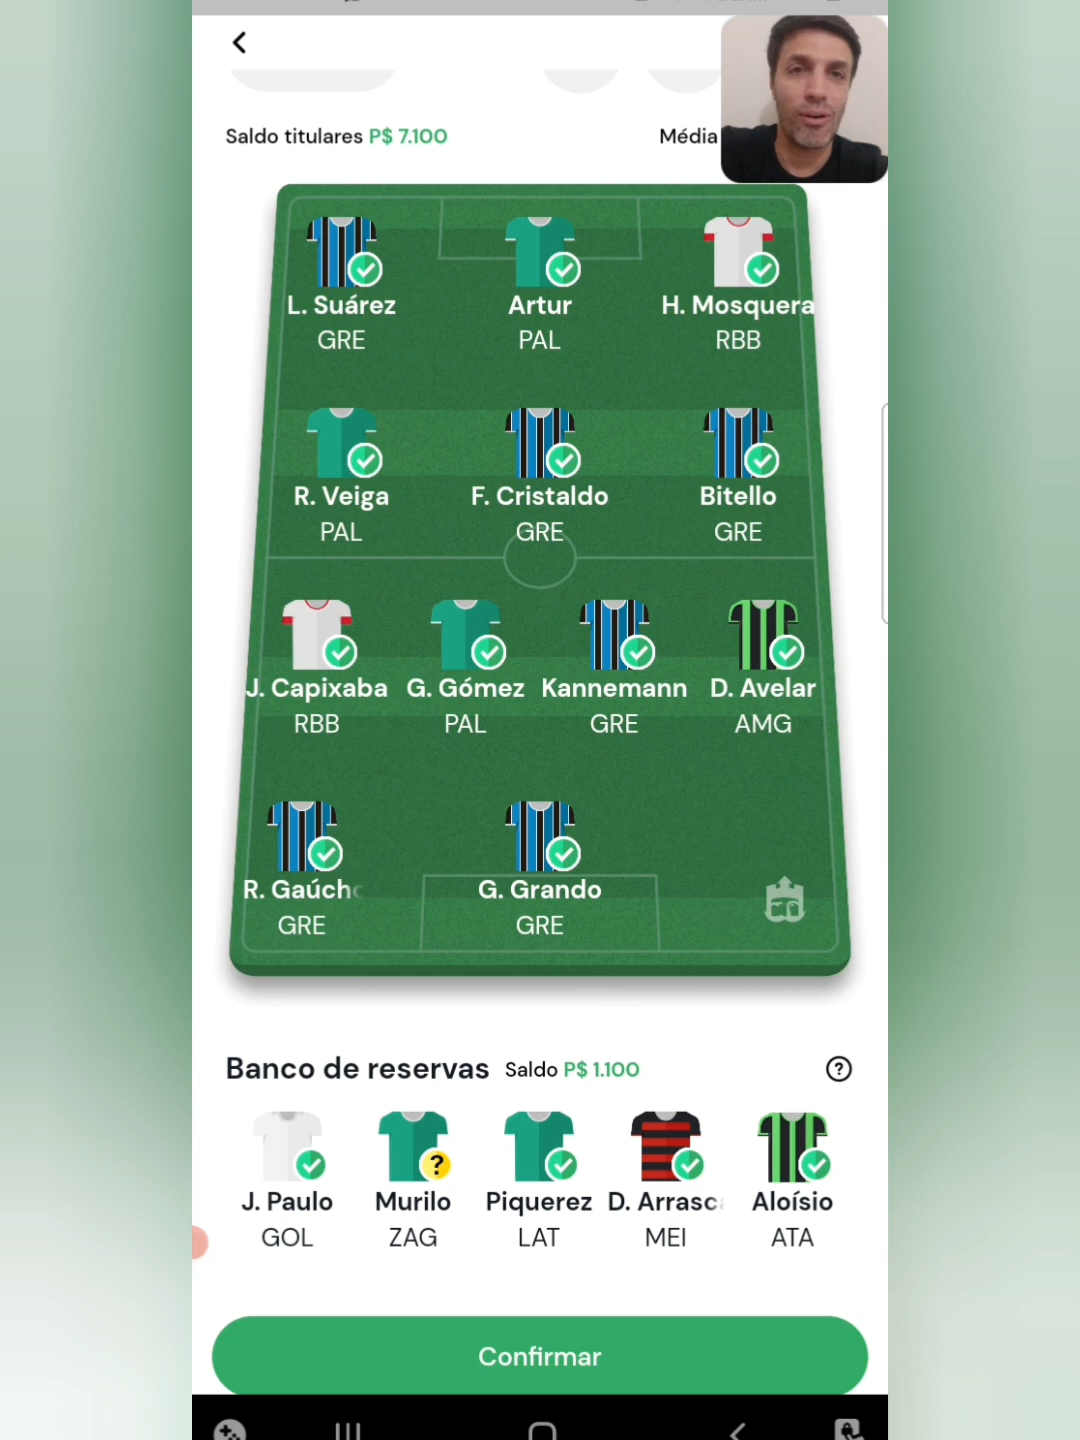 Saldo titulares P$ 7.100
Média
L. Suárez
GRE
Artur
PAL
H. Mosquera
RBB
R. Veiga
PAL
F. Cristaldo
GRE
Bitello
GRE
J. Capixaba
RBB
G. Gómez
PAL
Kannemann
GRE
D. Avelar
AMG
R. Gaúcho
GRE
G. Grando
GRE
Banco de reservas Saldo P$ 1.100
?
?
J. Paulo
GOL
Murilo
ZAG
Piquerez
LAT
D. Arrasca
MEI
Aloísio
ATA
Confirmar